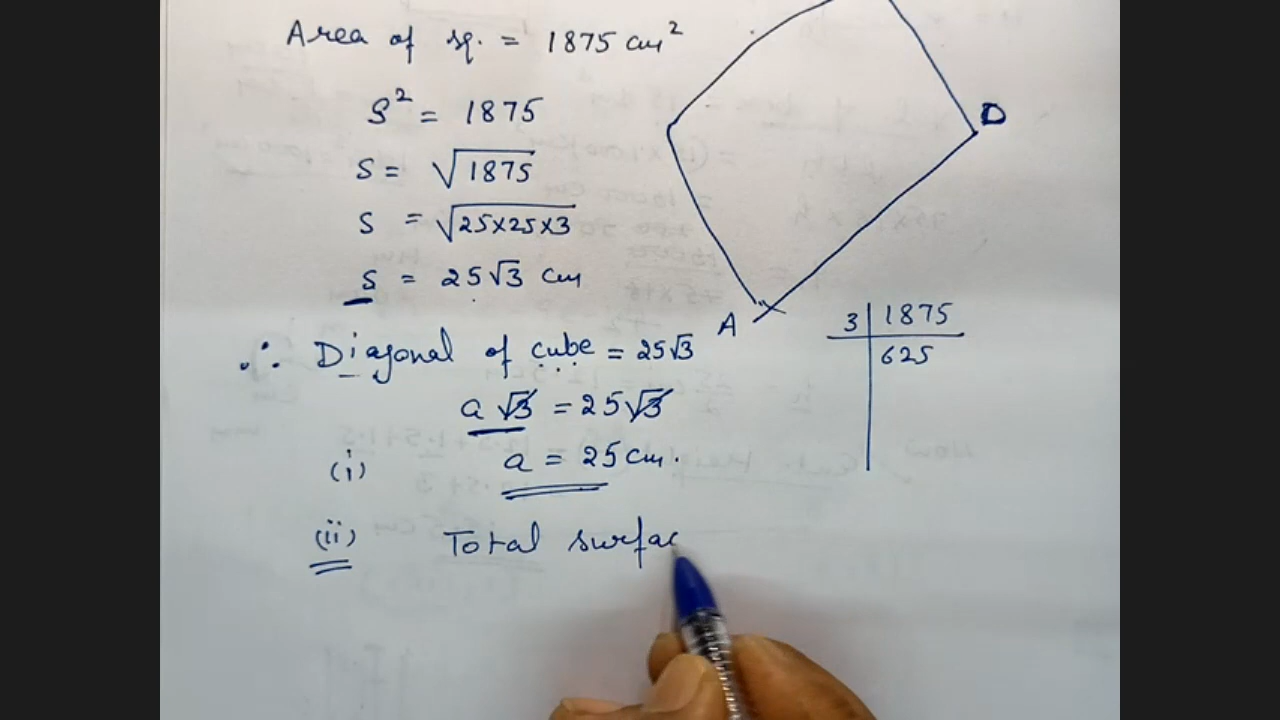 Area of sq. = 1875 cm²
S² = 1875
S = √1875
S = √25×25×3
S = 25√3 cm
∴ Diagonal of cube = 25√3
a √3 = 25√3
(i) a = 25 cm.
(ii) Total surfac
D
A
3 | 1875
625